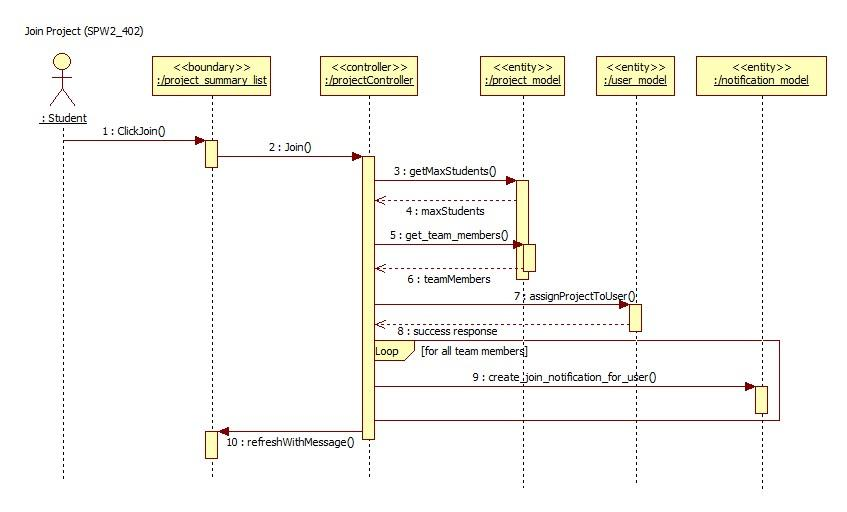 Join Project (SPW2_402)
<<boundary>>
:/project_summary_list
<<controller>>
:/projectController
<<entity>>
:/project_model
<<entity>>
:/user_model
<<entity>>
:/notification_model
: Student
1 : ClickJoin()
2 : Join()
3 : getMaxStudents()
4 : maxStudents
5 : get_team_members()
6 : teamMembers
7 : assignProjectToUser()
8 : success response
Loop [for all team members]
9 : create_join_notification_for_user()
10 : refreshWithMessage()